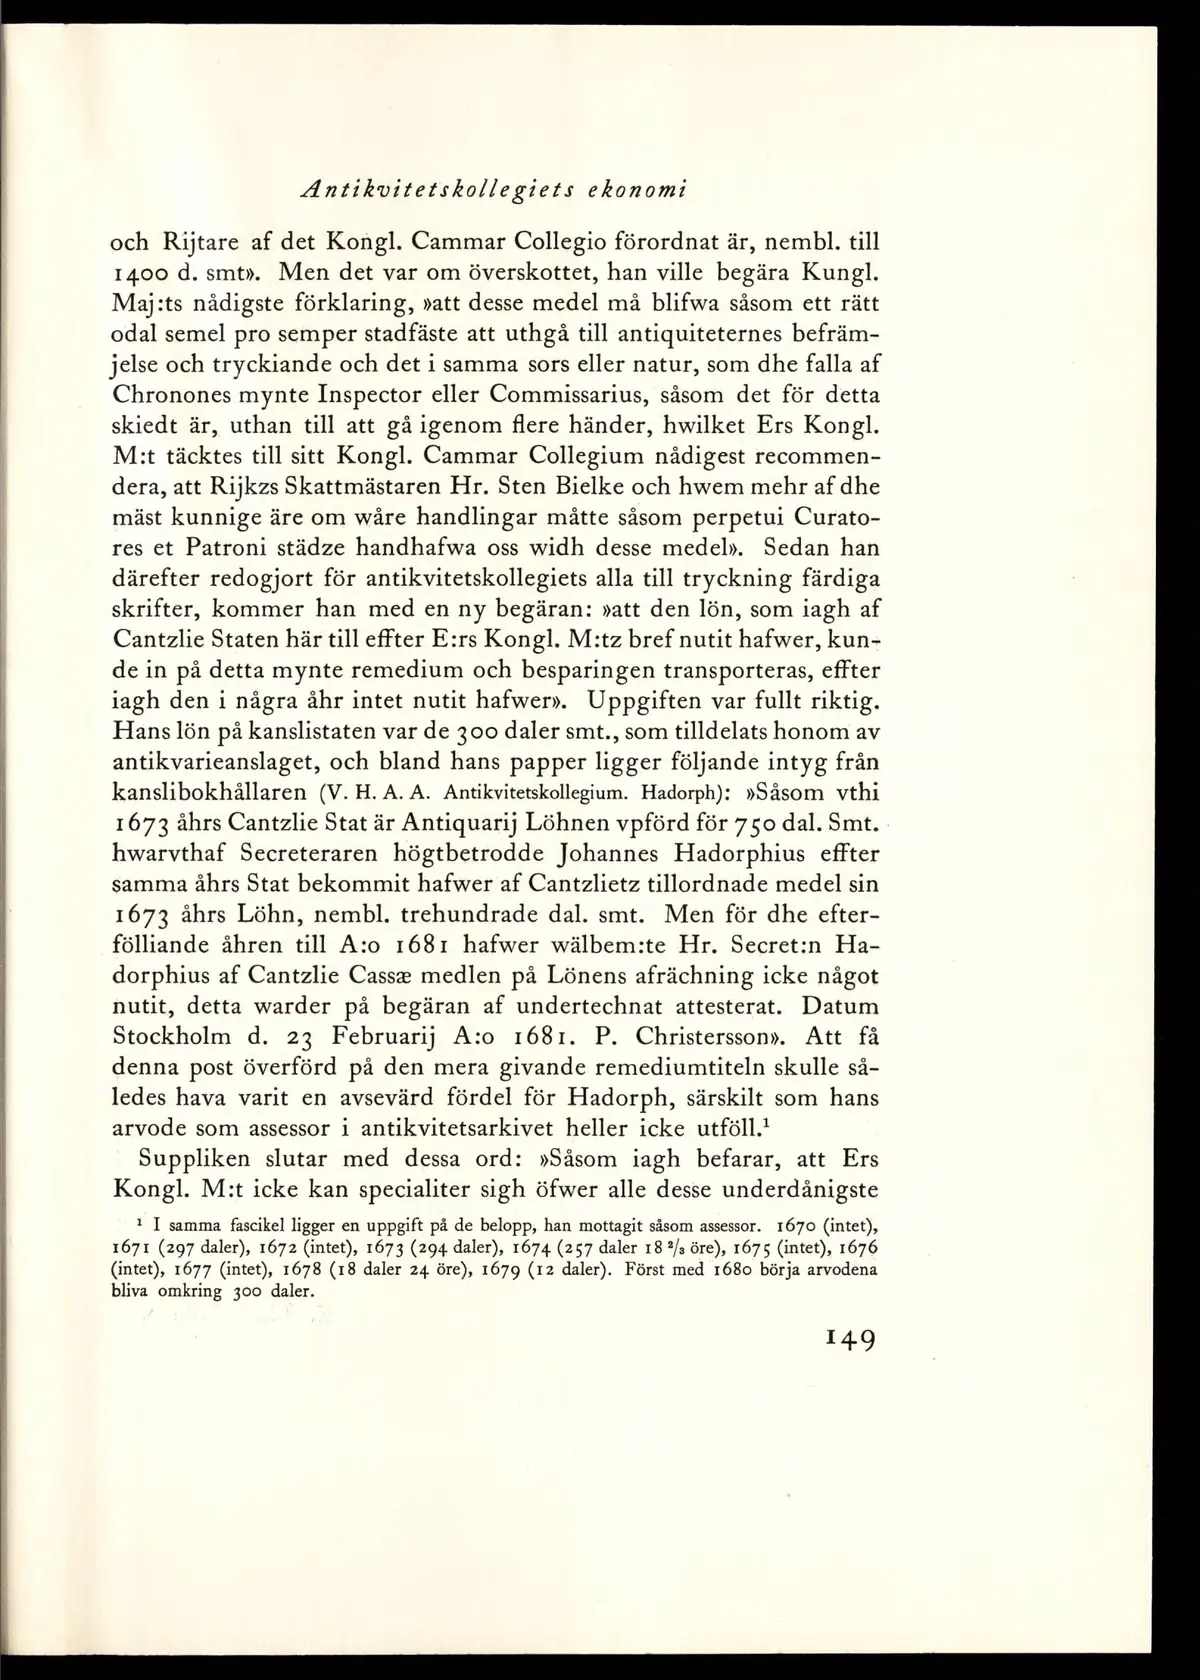 Antikvitetskollegiets ekonomi
och Rijtare af det Kongl. Cammar Collegio förordnat är, nembl. till
1400 d. smt». Men det var om överskottet, han ville begära Kungl.
Maj:ts nådigste förklaring, »att desse medel må blifwa såsom ett rätt
odal semel pro semper stadfäste att uthgå till antiquiteternes befräm-
jelse och tryckiande och det i samma sors eller natur, som dhe falla af
Chronones mynte Inspector eller Commissarius, såsom det för detta
skiedt är, uthan till att gå igenom flere händer, hwilket Ers Kongl.
M:t täcktes till sitt Kongl. Cammar Collegium nådigest recommen-
dera, att Rijkzs Skattmästaren Hr. Sten Bielke och hwem mehr af dhe
mäst kunnige äre om wåre handlingar måtte såsom perpetui Curato-
res et Patroni städze handhafwa oss widh desse medel». Sedan han
därefter redogjort för antikvitetskollegiets alla till tryckning färdiga
skrifter, kommer han med en ny begäran: »att den lön, som iagh af
Cantzlie Staten här till effter E:rs Kongl. M:tz bref nutit hafwer, kun-
de in på detta mynte remedium och besparingen transporteras, effter
iagh den i några åhr intet nutit hafwer». Uppgiften var fullt riktig.
Hans lön på kanslistaten var de 300 daler smt., som tilldelats honom av
antikvarieanslaget, och bland hans papper ligger följande intyg från
kanslibokhållaren (V. H. A. A. Antikvitetskollegium. Hadorph): »Såsom vthi
1673 åhrs Cantzlie Stat är Antiquarij Löhnen vpförd för 750 dal. Smt.
hwarvthaf Secreteraren högtbetrodde Johannes Hadorphius effter
samma åhrs Stat bekommit hafwer af Cantzlietz tillordnade medel sin
1673 åhrs Löhn, nembl. trehundrade dal. smt. Men för dhe efter-
fölliande åhren till A:o 1681 hafwer wälbem:te Hr. Secret:n Ha-
dorphius af Cantzlie Cassæ medlen på Lönens afrächning icke något
nutit, detta warder på begäran af undertechnat attesterat. Datum
Stockholm d. 23 Februarij A:o 1681. P. Christersson». Att få
denna post överförd på den mera givande remediumtiteln skulle så-
ledes hava varit en avsevärd fördel för Hadorph, särskilt som hans
arvode som assessor i antikvitetsarkivet heller icke utföll.¹
Suppliken slutar med dessa ord: »Såsom iagh befarar, att Ers
Kongl. M:t icke kan specialiter sigh öfwer alle desse underdånigste
¹ I samma fascikel ligger en uppgift på de belopp, han mottagit såsom assessor. 1670 (intet),
1671 (297 daler), 1672 (intet), 1673 (294 daler), 1674 (257 daler 18 ²/₃ öre), 1675 (intet), 1676
(intet), 1677 (intet), 1678 (18 daler 24 öre), 1679 (12 daler). Först med 1680 börja arvodena
bliva omkring 300 daler.
149